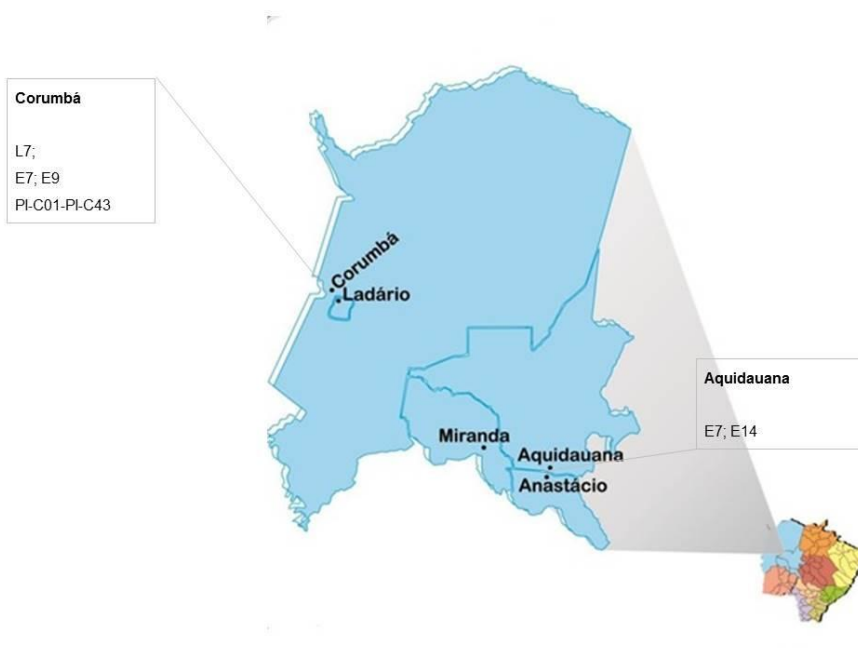 Corumbá
L7;
E7; E9
PI-C01-PI-C43
Corumbá
Ladário
Aquidauana
E7; E14
Miranda
Aquidauana
Anastácio